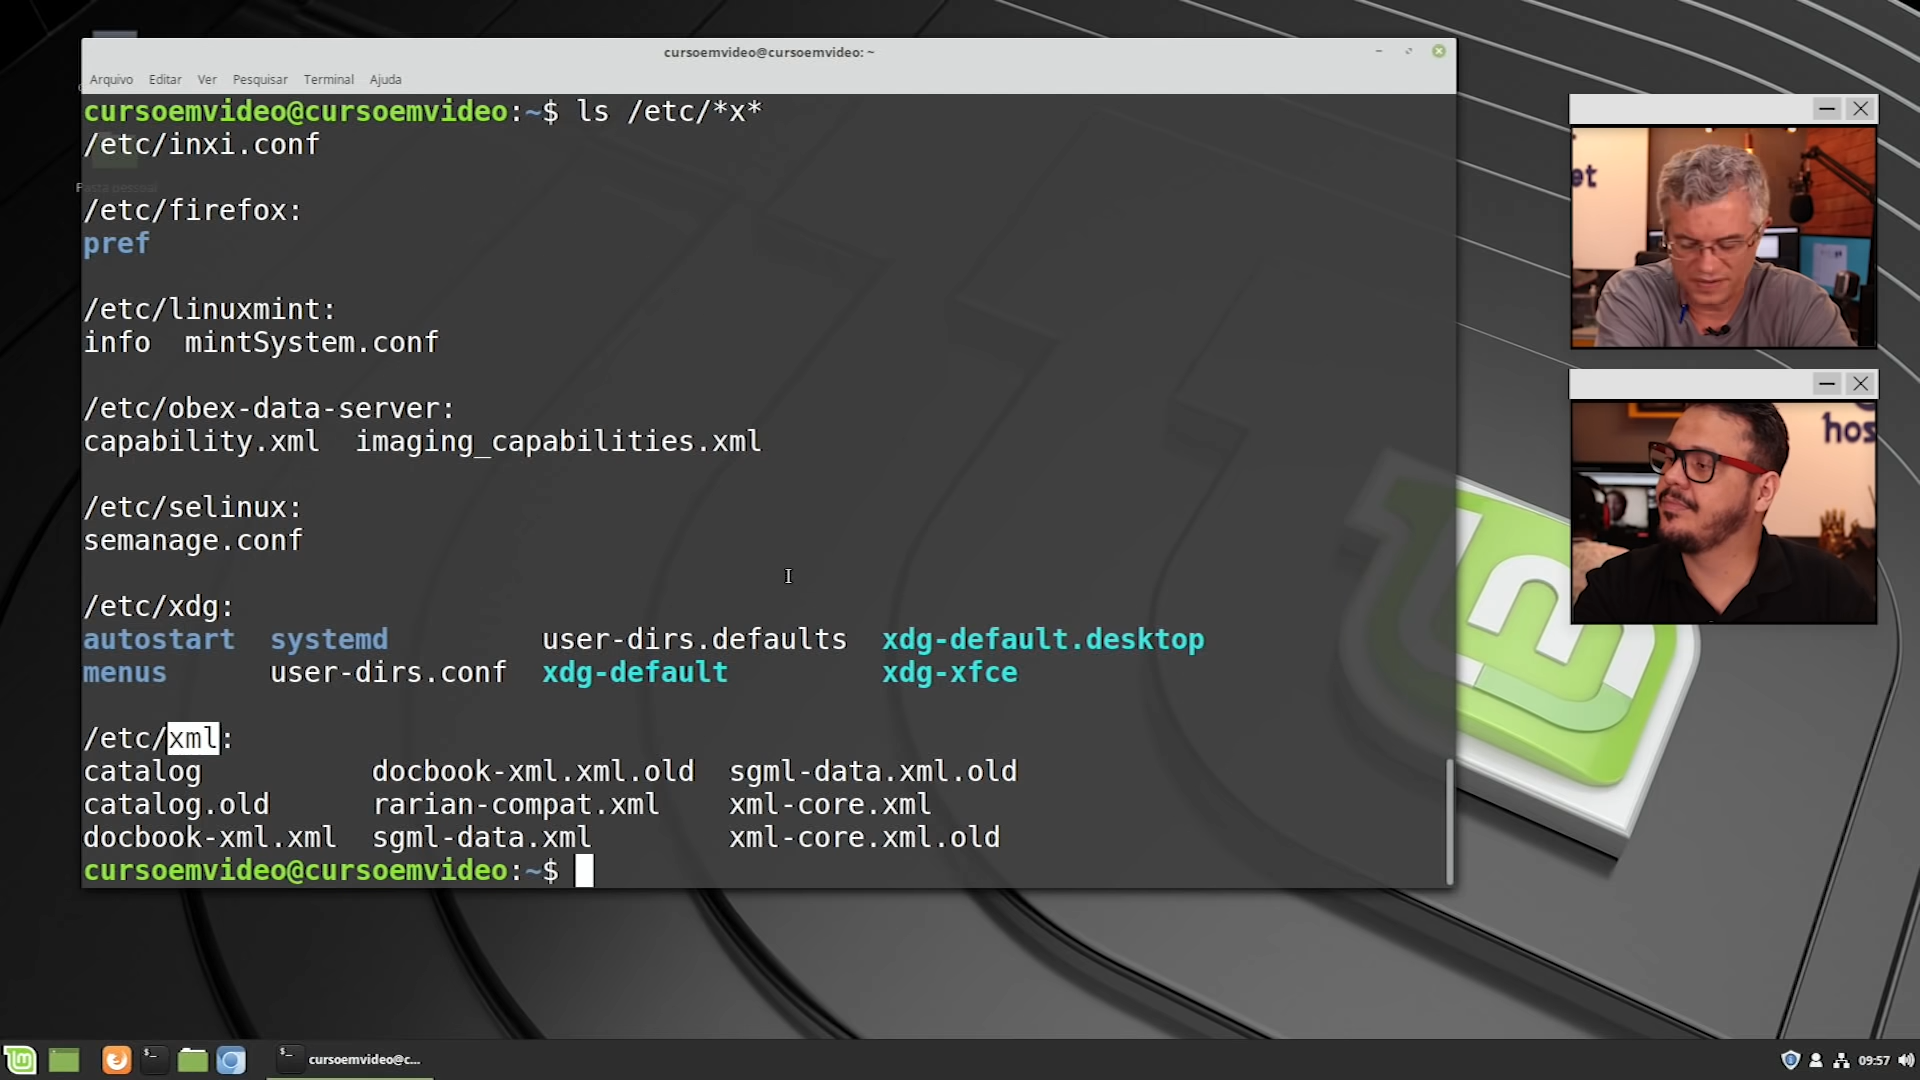 cursoemvideo@cursoemvideo: ~
Arquivo Editar Ver Pesquisar Terminal Ajuda
cursoemvideo@cursoemvideo:~$ ls /etc/*x*
/etc/inxi.conf
Pasta pessoal
/etc/firefox:
pref
/etc/linuxmint:
info  mintSystem.conf
/etc/obex-data-server:
capability.xml  imaging_capabilities.xml
/etc/selinux:
semanage.conf
/etc/xdg:
autostart  systemd  user-dirs.defaults  xdg-default.desktop
menus  user-dirs.conf  xdg-default  xdg-xfce
/etc/xml:
catalog  docbook-xml.xml.old  sgml-data.xml.old
catalog.old  rarian-compat.xml  xml-core.xml
docbook-xml.xml  sgml-data.xml  xml-core.xml.old
cursoemvideo@cursoemvideo:~$
et
hos
cursoemvideo@c...
09:57